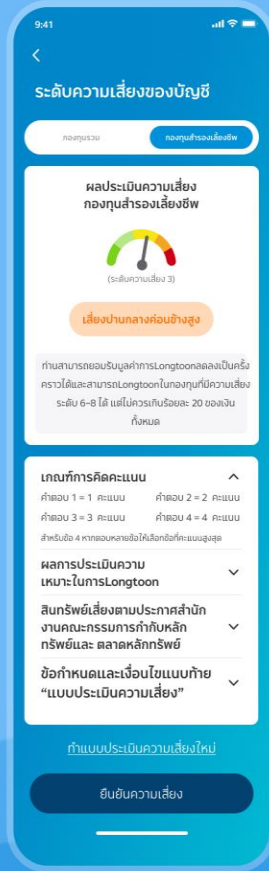 9:41
ระดับความเสี่ยงของบัญชี
กองทุนรวม
กองทุนสำรองเลี้ยงชีพ
ผลประเมินความเสี่ยง
กองทุนสำรองเลี้ยงชีพ
(ระดับความเสี่ยง 3)
เสี่ยงปานกลางค่อนข้างสูง
ท่านสามารถยอมรับมูลค่าการLongtoonลดลงเป็นครั้ง
คราวได้และสามารถLongtoonในกองทุนที่มีความเสี่ยง
ระดับ 6-8 ได้ แต่ไม่ควรเกินร้อยละ 20 ของเงิน
ทั้งหมด
เกณฑ์การคิดคะแนน
คำตอบ 1 = 1 คะแนน
คำตอบ 2 = 2 คะแนน
คำตอบ 3 = 3 คะแนน
คำตอบ 4 = 4 คะแนน
สำหรับข้อ 4 หากตอบหลายข้อให้เลือกข้อที่คะแนนสูงสุด
ผลการประเมินความ
เหมาะในการLongtoon
สินทรัพย์เสี่ยงตามประกาศสำนัก
งานคณะกรรมการกำกับหลัก
ทรัพย์และ ตลาดหลักทรัพย์
ข้อกำหนดและเงื่อนไขแนบท้าย
“แบบประเมินความเสี่ยง”
ทำแบบประเมินความเสี่ยงใหม่
ยืนยันความเสี่ยง